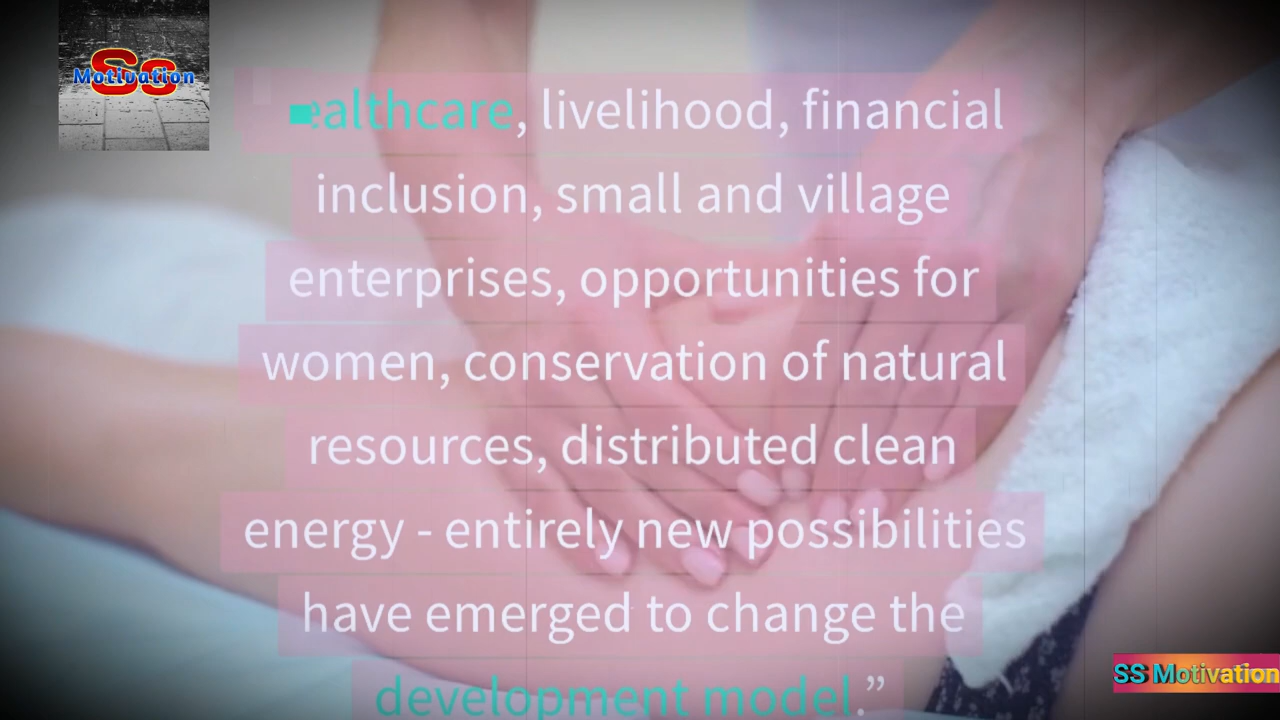 Ss
Motivation
ealthcare, livelihood, financial
inclusion, small and village
enterprises, opportunities for
women, conservation of natural
resources, distributed clean
energy - entirely new possibilities
have emerged to change the
development model.”
SS Motivation